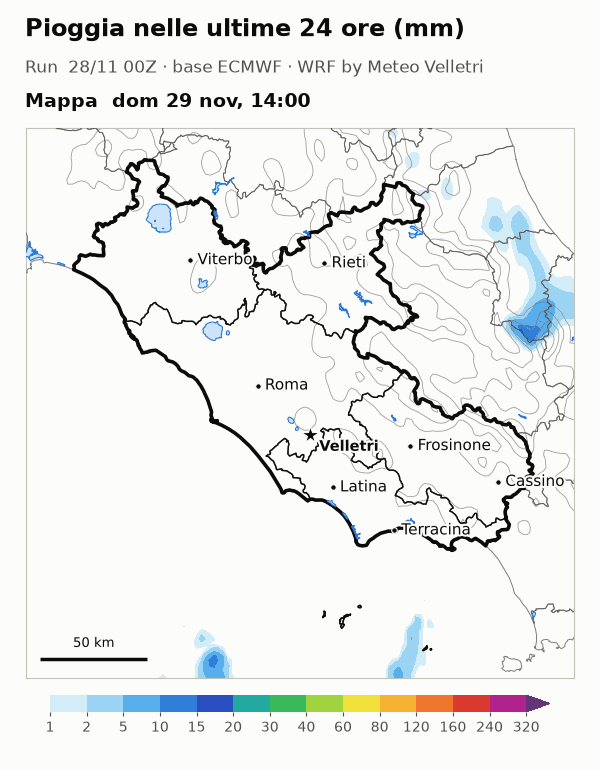 Pioggia nelle ultime 24 ore (mm)
Run 28/11 00Z · base ECMWF · WRF by Meteo Velletri
Mappa dom 29 nov, 14:00
Viterbo
Rieti
Roma
Velletri
Frosinone
Latina
Cassino
Terracina
50 km
1 2 5 10 15 20 30 40 60 80 120 160 240 320